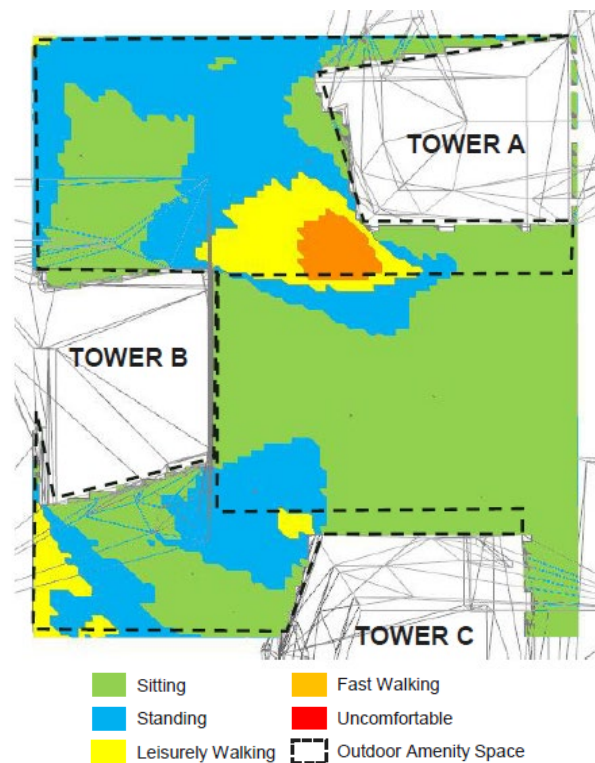 TOWER A
TOWER B
TOWER C
Sitting
Fast Walking
Standing
Uncomfortable
Leisurely Walking
Outdoor Amenity Space